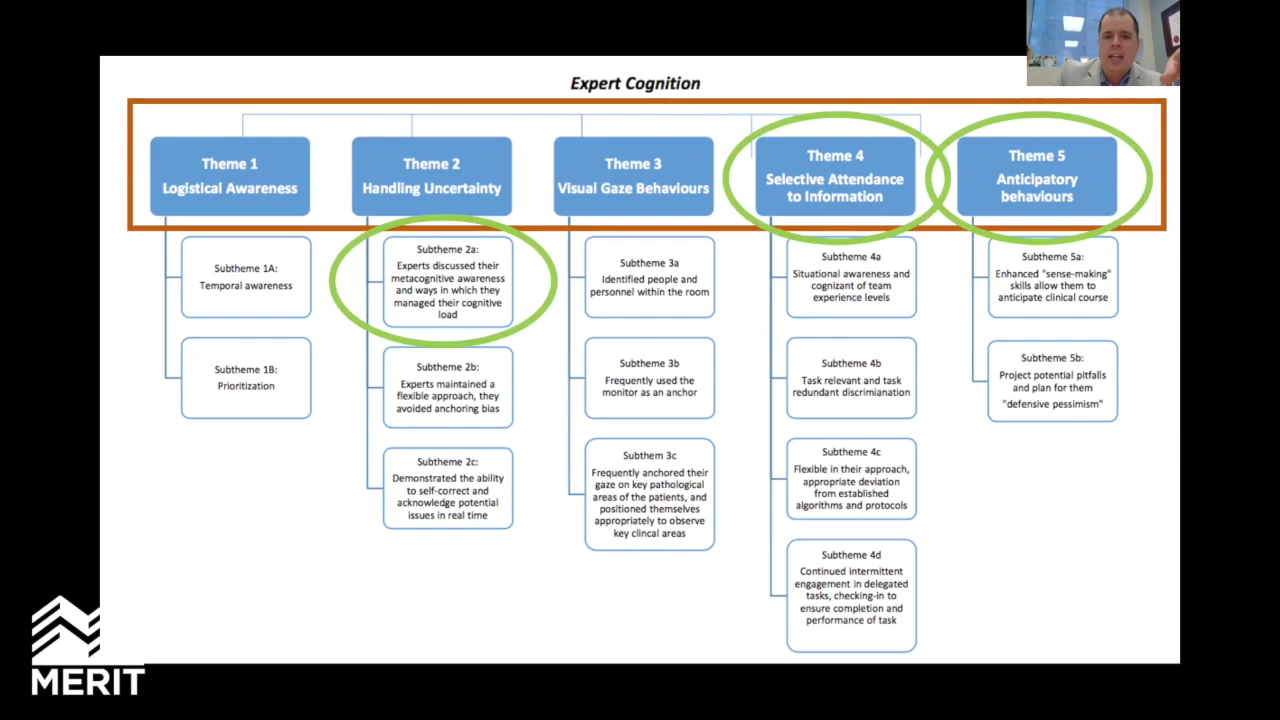 Expert Cognition
Theme 1
Logistical Awareness
Theme 2
Handling Uncertainty
Theme 3
Visual Gaze Behaviours
Theme 4
Selective Attendance
to Information
Theme 5
Anticipatory
behaviours
Subtheme 1A:
Temporal awareness
Subtheme 1B:
Prioritization
Subtheme 2a:
Experts discussed their
metacognitive awareness
and ways in which they
managed their cognitive
load
Subtheme 2b:
Experts maintained a
flexible approach, they
avoided anchoring bias
Subtheme 2c:
Demonstrated the ability
to self-correct and
acknowledge potential
issues in real time
Subtheme 3a
Identified people and
personnel within the room
Subtheme 3b
Frequently used the
monitor as an anchor
Subthem 3c
Frequently anchored their
gaze on key pathological
areas of the patients, and
positioned themselves
appropriately to observe
key clincal areas
Subtheme 4a
Situational awareness and
cognizant of team
experience levels
Subtheme 4b
Task relevant and task
redundant discrimianation
Subtheme 4c
Flexible in their approach,
appropriate deviation
from established
algorithms and protocols
Subtheme 4d
Continued intermittent
engagement in delegated
tasks, checking-in to
ensure completion and
performance of task
Subtheme 5a:
Enhanced "sense-making"
skills allow them to
anticipate clinical course
Subtheme 5b:
Project potential pitfalls
and plan for them
"defensive pessimism"
MERIT